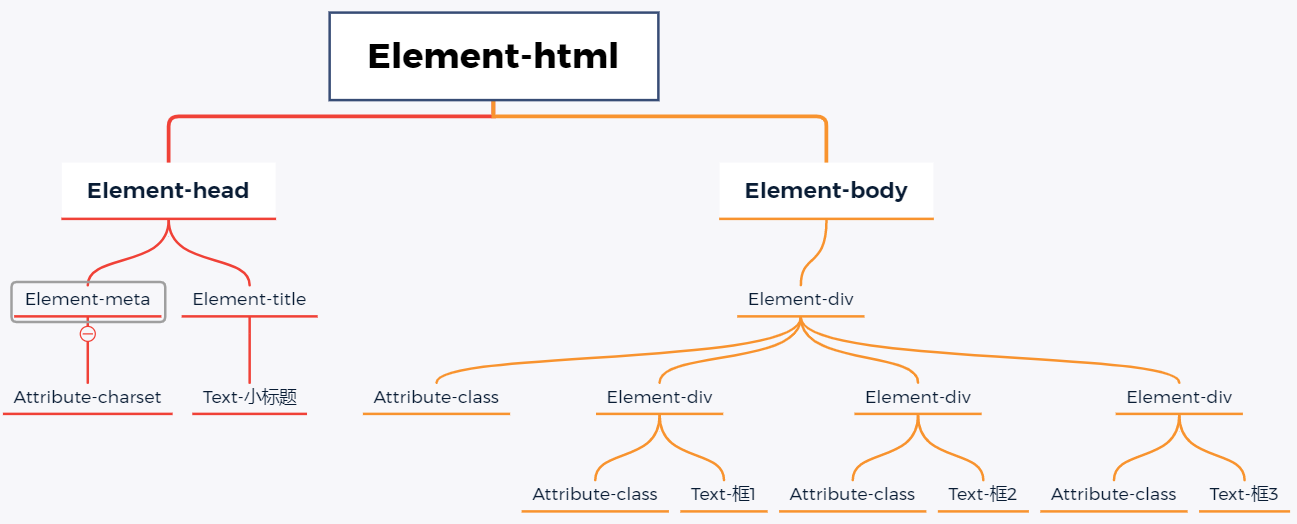 Element-html
Element-head
Element-body
Element-meta
Element-title
Element-div
Attribute-charset
Text-小标题
Attribute-class
Element-div
Element-div
Element-div
Attribute-class
Text-框1
Attribute-class
Text-框2
Attribute-class
Text-框3